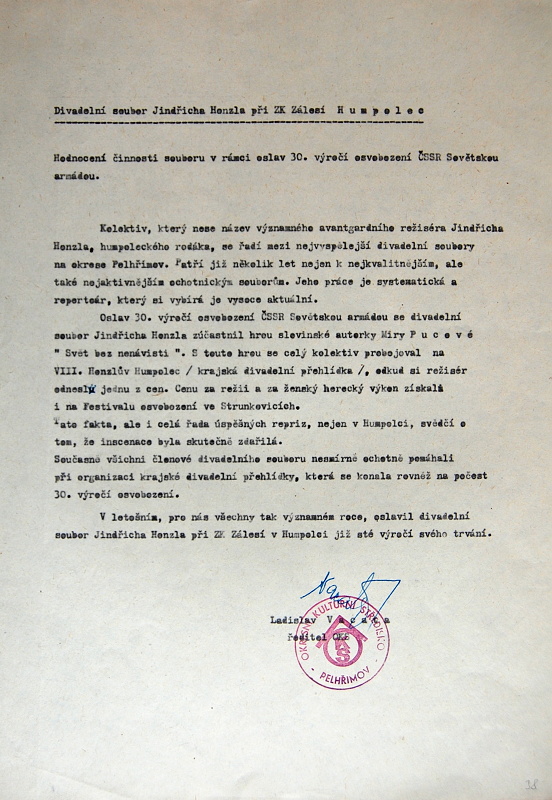 Divadelní soubor Jindřicha Honzla při ZK Zálesí H u m p o l e c
Hodnocení činnosti souboru v rámci oslav 30. výročí osvobození ČSSR Sovětskou
armádou.
Kolektiv, který nese název významného avantgardního režiséra Jindřicha
Honzla, humpoleckého rodáka, se řadí mezi nejvyspělejší divadelní soubory
na okrese Pelhřimov. Patří již několik let nejen k nejkvalitnějším, ale
také nejaktivnějším ochotnickým souborům. Jeho práce je systematická a
repertoár, který si vybírá je vysoce aktuální.
Oslav 30. výročí osvobození ČSSR Sovětskou armádou se divadelní
soubor Jindřicha Honzla zúčastnil hrou slovinské autorky Miry P u c o v é
" Svět bez nenávisti ". S touto hrou se celý kolektiv probojoval na
VIII. Honzlův Humpolec / krajská divadelní přehlídka /, odkud si režisér
odnesl jednu z cen. Cenu za režii a za ženský herecký výkon získala
i na Festivalu osvobození ve Strunkovicích.
Tato fakta, ale i celá řada úspěšných repriz, nejen v Humpolci, svědčí o
tom, že inscenace byla skutečně zdařilá.
Současně všichni členové divadelního souboru nesmírně ochotně pomáhali
při organizaci krajské divadelní přehlídky, která se konala rovněž na počest
30. výročí osvobození.
V letošním, pro nás všechny tak významném roce, oslavil divadelní
soubor Jindřicha Honzla při ZK Zálesí v Humpolci již sté výročí svého trvání.
Ladislav V a c a t a
ředitel OKS
OKRESNÍ KULTURNÍ STŘEDISKO
OKS
- PELHŘIMOV -
38